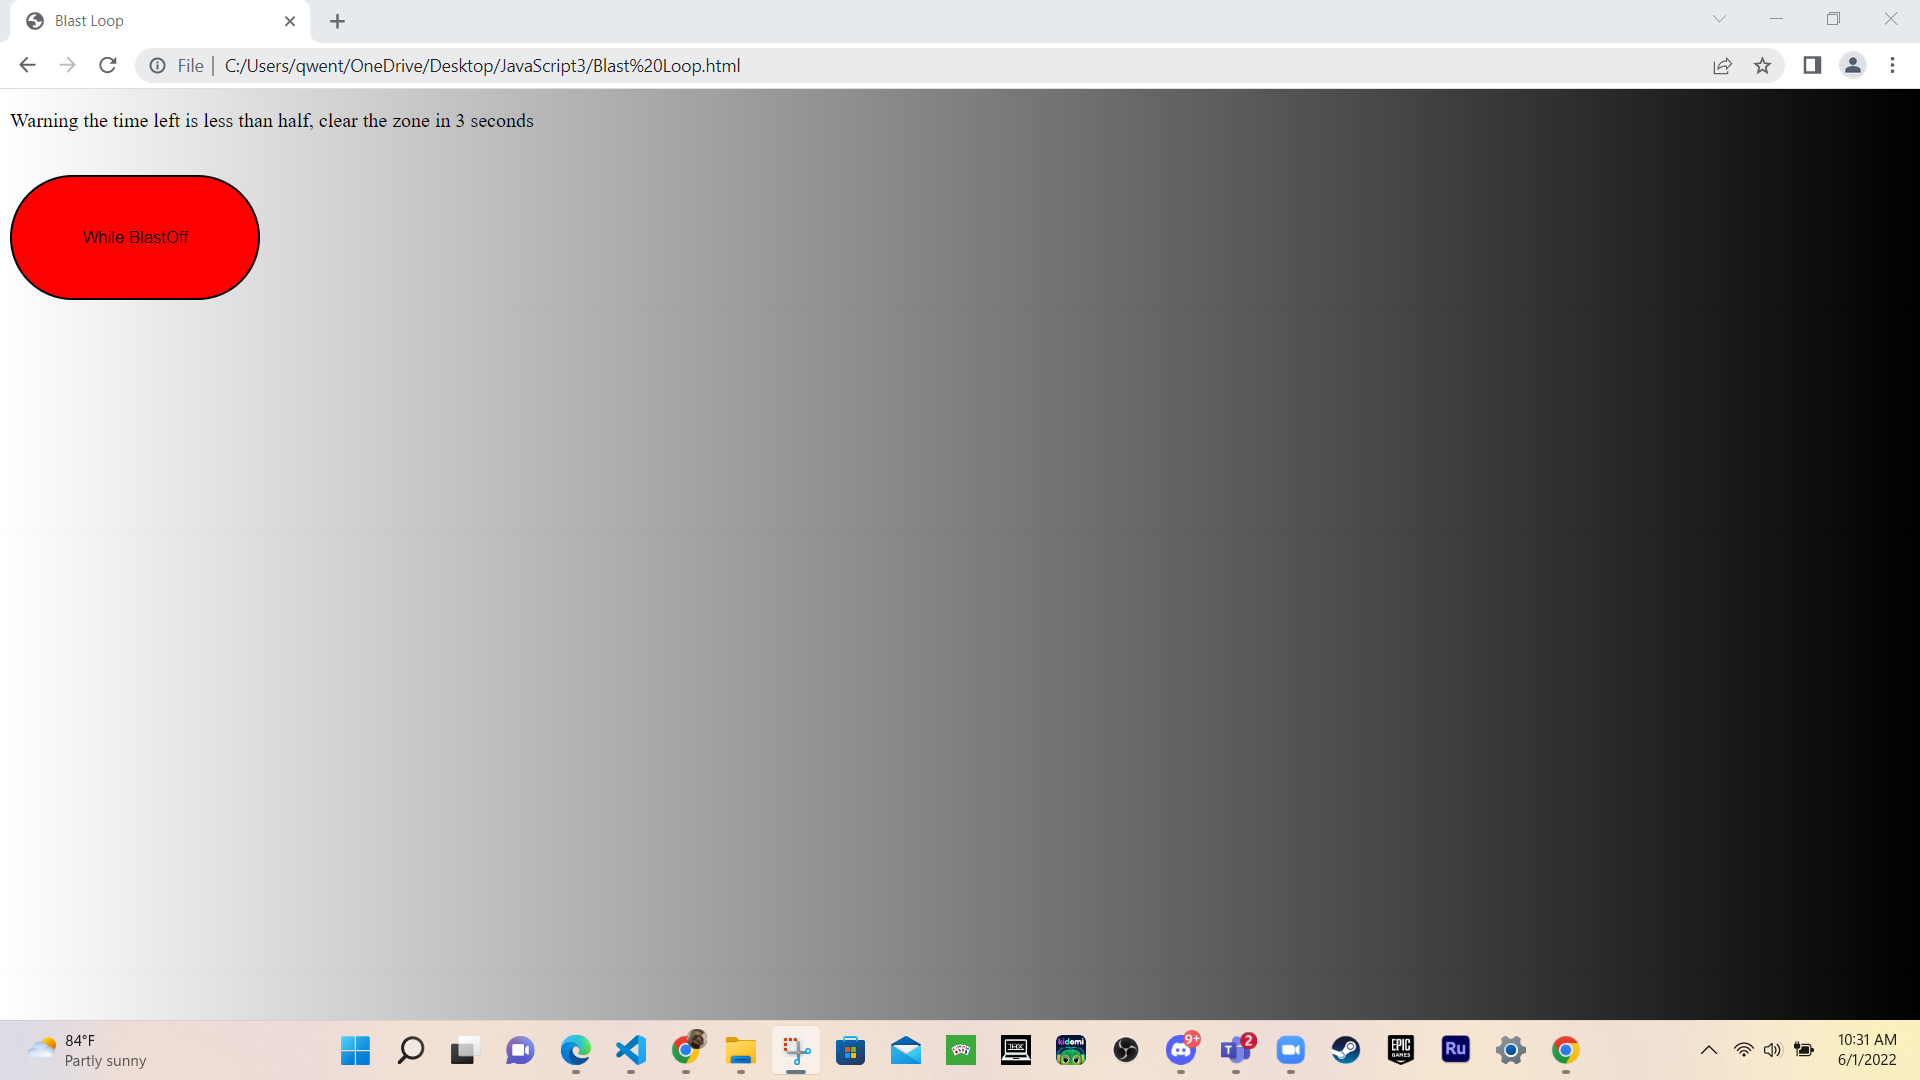 Blast Loop
File | C:/Users/qwent/OneDrive/Desktop/JavaScript3/Blast%20Loop.html
Warning the time left is less than half, clear the zone in 3 seconds
While BlastOff
84°F
Partly sunny
JHX
kidomi
9+
T
2
EPIC
GAMES
Ru
10:31 AM
6/1/2022